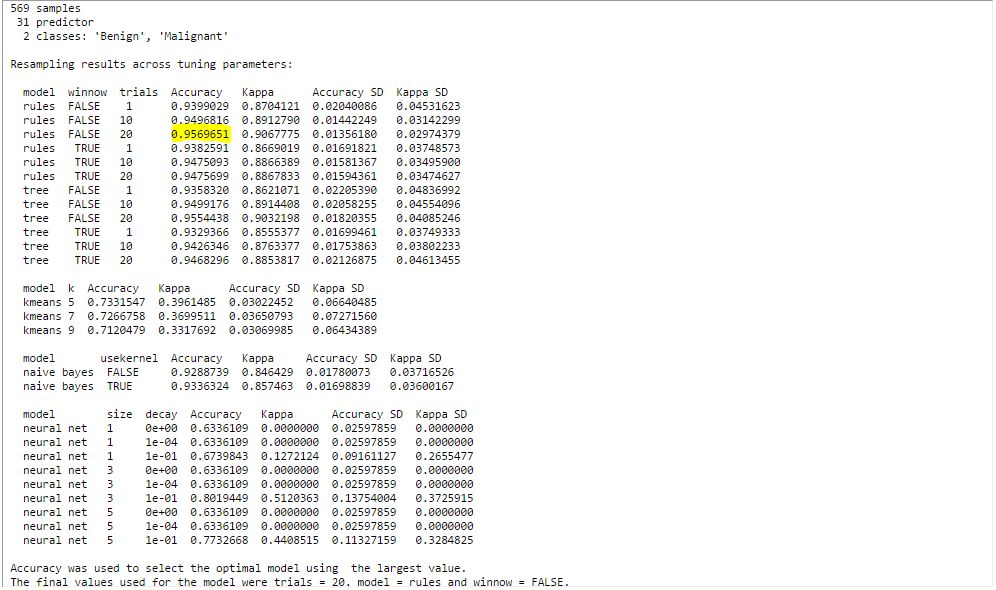 569 samples
31 predictor
2 classes: 'Benign', 'Malignant'
Resampling results across tuning parameters:
model winnow trials Accuracy Kappa Accuracy SD Kappa SD
rules FALSE 1 0.9399029 0.8704121 0.02040086 0.04531623
rules FALSE 10 0.9496816 0.8912790 0.01442249 0.03142299
rules FALSE 20 0.9569651 0.9067775 0.01356180 0.02974379
rules TRUE 1 0.9382591 0.8669019 0.01691821 0.03748573
rules TRUE 10 0.9475093 0.8866389 0.01581367 0.03495900
rules TRUE 20 0.9475699 0.8867833 0.01594361 0.03474627
tree FALSE 1 0.9358320 0.8621071 0.02205390 0.04836992
tree FALSE 10 0.9499176 0.8914408 0.02058255 0.04554096
tree FALSE 20 0.9554438 0.9032198 0.01820355 0.04085246
tree TRUE 1 0.9329366 0.8555377 0.01699461 0.03749333
tree TRUE 10 0.9426346 0.8763377 0.01753863 0.03802233
tree TRUE 20 0.9468296 0.8853817 0.02126875 0.04613455
model k Accuracy Kappa Accuracy SD Kappa SD
kmeans 5 0.7331547 0.3961485 0.03022452 0.06640485
kmeans 7 0.7266758 0.3699511 0.03650793 0.07271560
kmeans 9 0.7120479 0.3317692 0.03069985 0.06434389
model usekernel Accuracy Kappa Accuracy SD Kappa SD
naive bayes FALSE 0.9288739 0.846429 0.01780073 0.03716526
naive bayes TRUE 0.9336324 0.857463 0.01698839 0.03600167
model size decay Accuracy Kappa Accuracy SD Kappa SD
neural net 1 0e+00 0.6336109 0.0000000 0.02597859 0.0000000
neural net 1 1e-04 0.6336109 0.0000000 0.02597859 0.0000000
neural net 1 1e-01 0.6739843 0.1272124 0.09161127 0.2655477
neural net 3 0e+00 0.6336109 0.0000000 0.02597859 0.0000000
neural net 3 1e-04 0.6336109 0.0000000 0.02597859 0.0000000
neural net 3 1e-01 0.8019449 0.5120363 0.13754004 0.3725915
neural net 5 0e+00 0.6336109 0.0000000 0.02597859 0.0000000
neural net 5 1e-04 0.6336109 0.0000000 0.02597859 0.0000000
neural net 5 1e-01 0.7732668 0.4408515 0.11327159 0.3284825
Accuracy was used to select the optimal model using the largest value.
The final values used for the model were trials = 20, model = rules and winnow = FALSE.